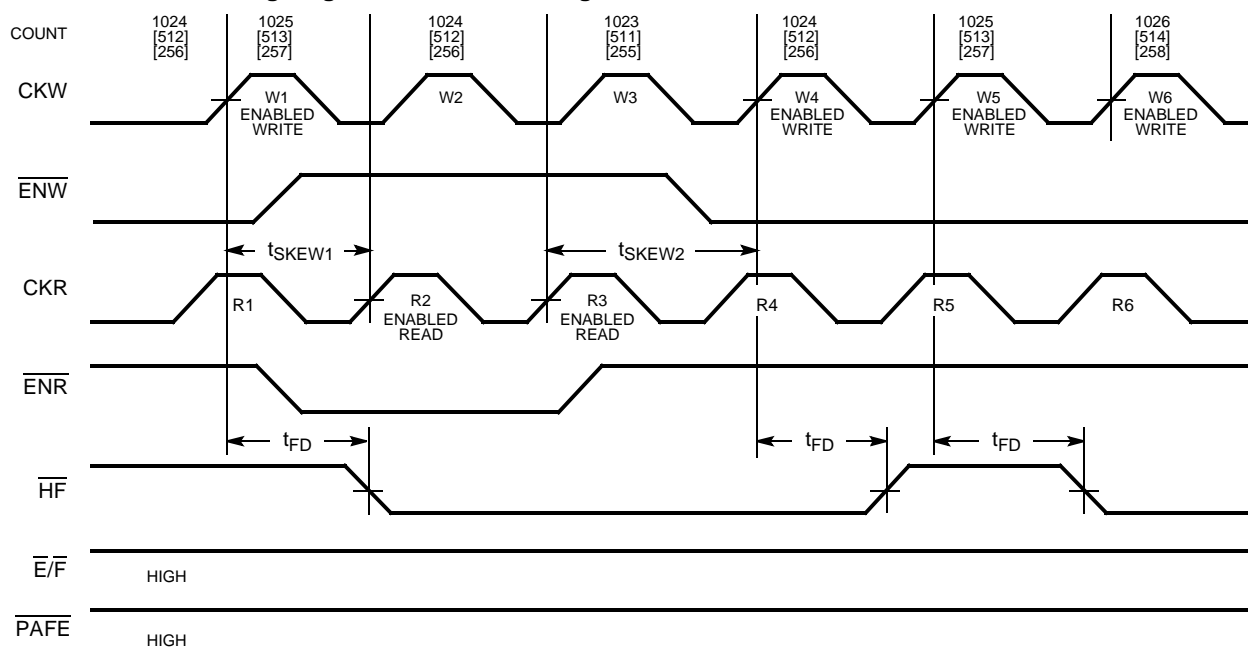 COUNT
1024 1025 1024 1023 1024 1025 1026
[512] [513] [512] [511] [512] [513] [514]
[256] [257] [256] [255] [256] [257] [258]
CKW
W1 W2 W3 W4 W5 W6
ENABLED ENABLED ENABLED ENABLED
WRITE WRITE WRITE WRITE
ENW
tSKEW1 tSKEW2
CKR
R1 R2 R3 R4 R5 R6
ENABLED ENABLED
READ READ
ENR
tFD tFD tFD
HF
E/F
HIGH
PAFE
HIGH